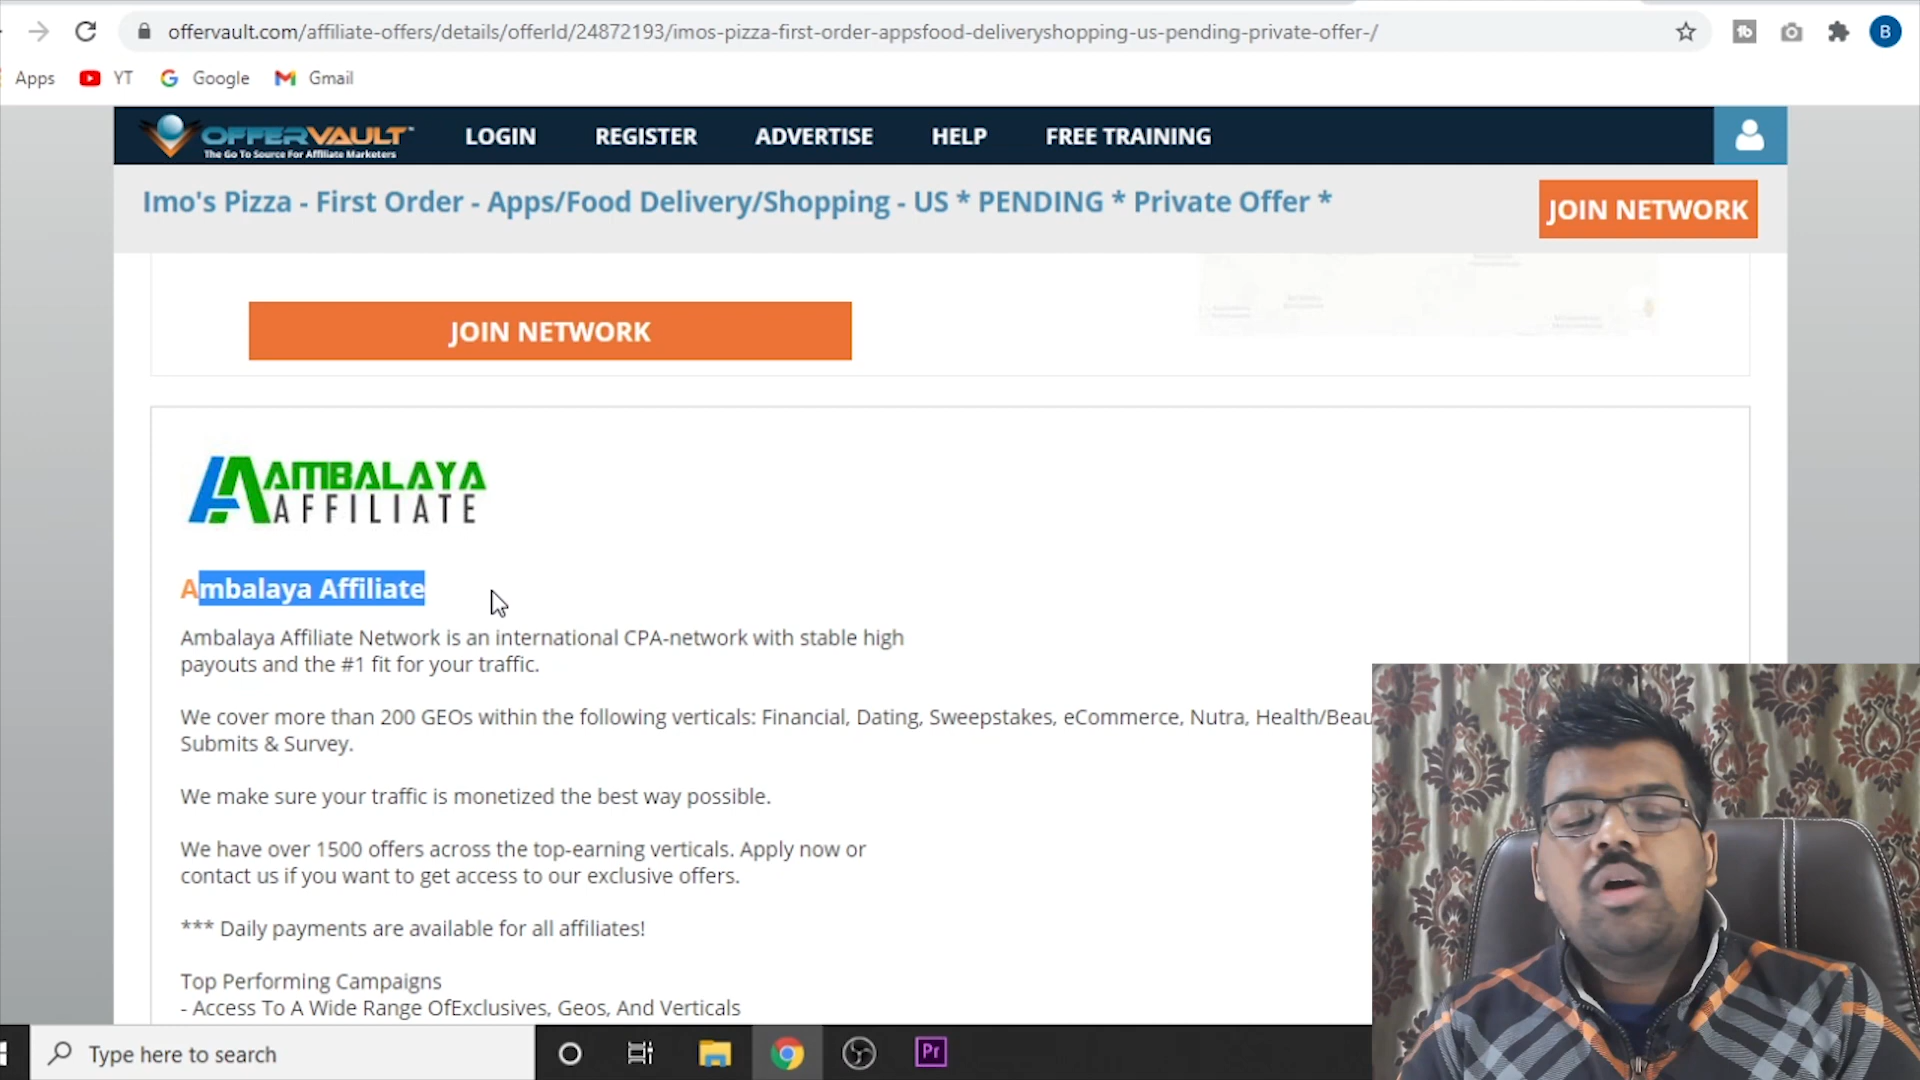 offervault.com/affiliate-offers/details/offerId/24872193/imos-pizza-first-order-appsfood-deliveryshopping-us-pending-private-offer-/
B
Apps YT Google Gmail
OFFERVAULT LOGIN REGISTER ADVERTISE HELP FREE TRAINING
The Go To Source For Affiliate Marketers
Imo's Pizza - First Order - Apps/Food Delivery/Shopping - US * PENDING * Private Offer *
JOIN NETWORK
JOIN NETWORK
AMBALAYA
AFFILIATE
Ambalaya Affiliate
Ambalaya Affiliate Network is an international CPA-network with stable high
payouts and the #1 fit for your traffic.
We cover more than 200 GEOs within the following verticals: Financial, Dating, Sweepstakes, eCommerce, Nutra, Health/Beau
Submits & Survey.
We make sure your traffic is monetized the best way possible.
We have over 1500 offers across the top-earning verticals. Apply now or
contact us if you want to get access to our exclusive offers.
*** Daily payments are available for all affiliates!
Top Performing Campaigns
- Access To A Wide Range OfExclusives, Geos, And Verticals
Type here to search
Pr